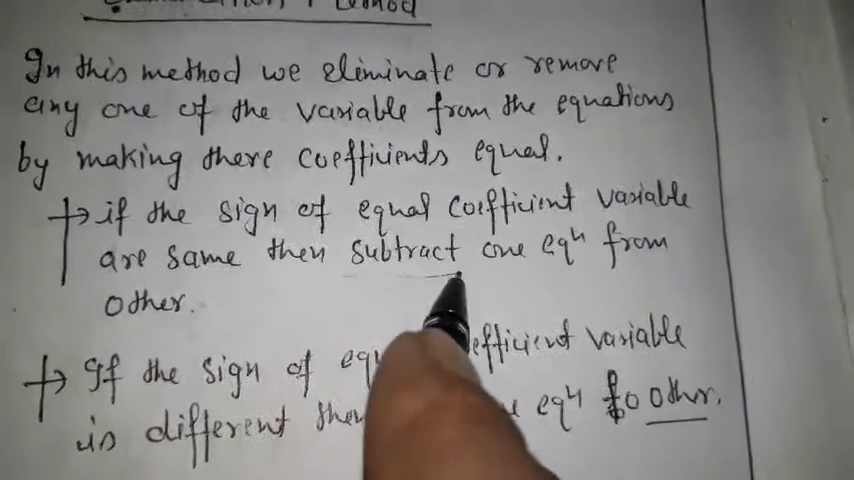 Method
In this method we eliminate or remove
any one of the variable from the equations
by making there coefficients equal.
→ if the sign of equal coefficient variable
are same then subtract one eqn from
other.
→ If the sign of efficient variable
is different then eqn to other.